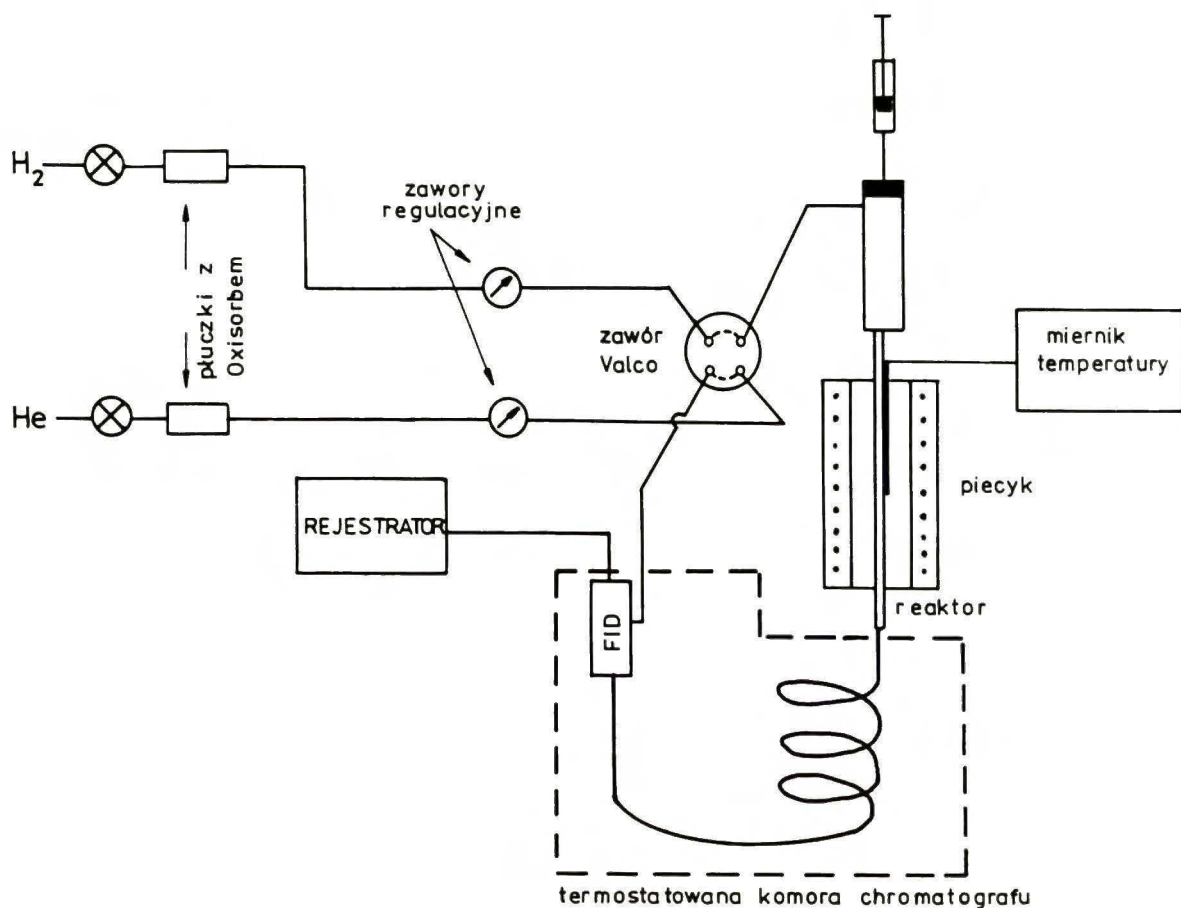 H2
zawory
regulacyjne
płuczki z
Oxisorbem
zawór
Valco
miernik
temperatury
He
piecyk
REJESTRATOR
reaktor
FID
termostatowana komora chromatografu